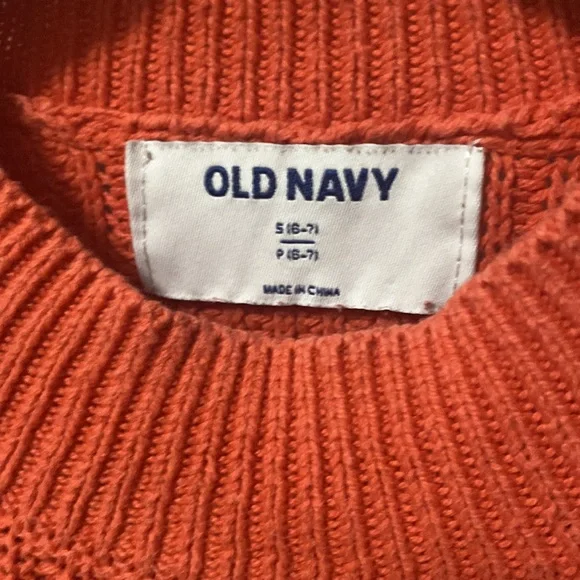 OLD NAVY
S (6-7)
P (6-7)
MADE IN CHINA